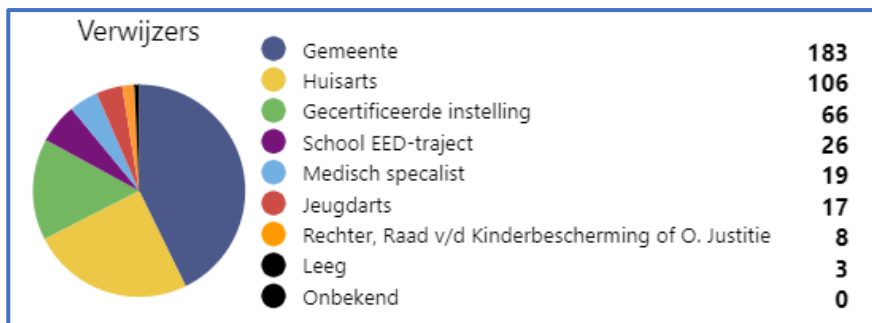 Verwijzers
Gemeente 183
Huisarts 106
Gecertificeerde instelling 66
School EED-traject 26
Medisch specalist 19
Jeugdarts 17
Rechter, Raad v/d Kinderbescherming of O. Justitie 8
Leeg 3
Onbekend 0